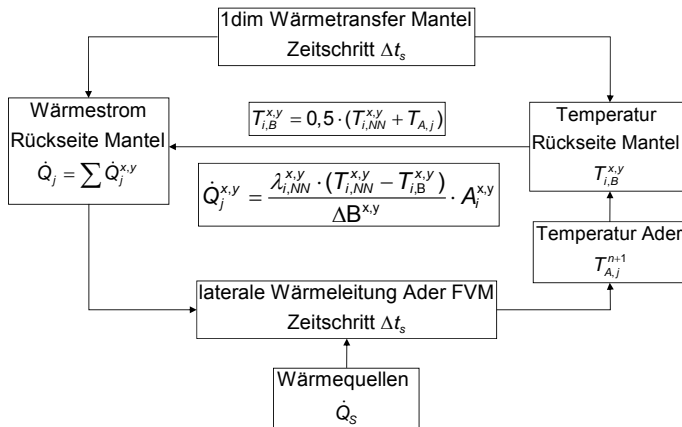 1dim Wärmetransfer Mantel
Zeitschritt Δt_s
Wärmestrom
Rückseite Mantel
Q̇_j = ∑ Q̇_j^{x,y}
T_{i,B}^{x,y} = 0,5 · (T_{i,NN}^{x,y} + T_{A,j})
Q̇_j^{x,y} = \frac{λ_{i,NN}^{x,y} · (T_{i,NN}^{x,y} − T_{i,B}^{x,y})}{ΔB^{x,y}} · A_i^{x,y}
Temperatur
Rückseite Mantel
T_{i,B}^{x,y}
Temperatur Ader
T_{A,j}^{n+1}
laterale Wärmeleitung Ader FVM
Zeitschritt Δt_s
Wärmequellen
Q̇_S